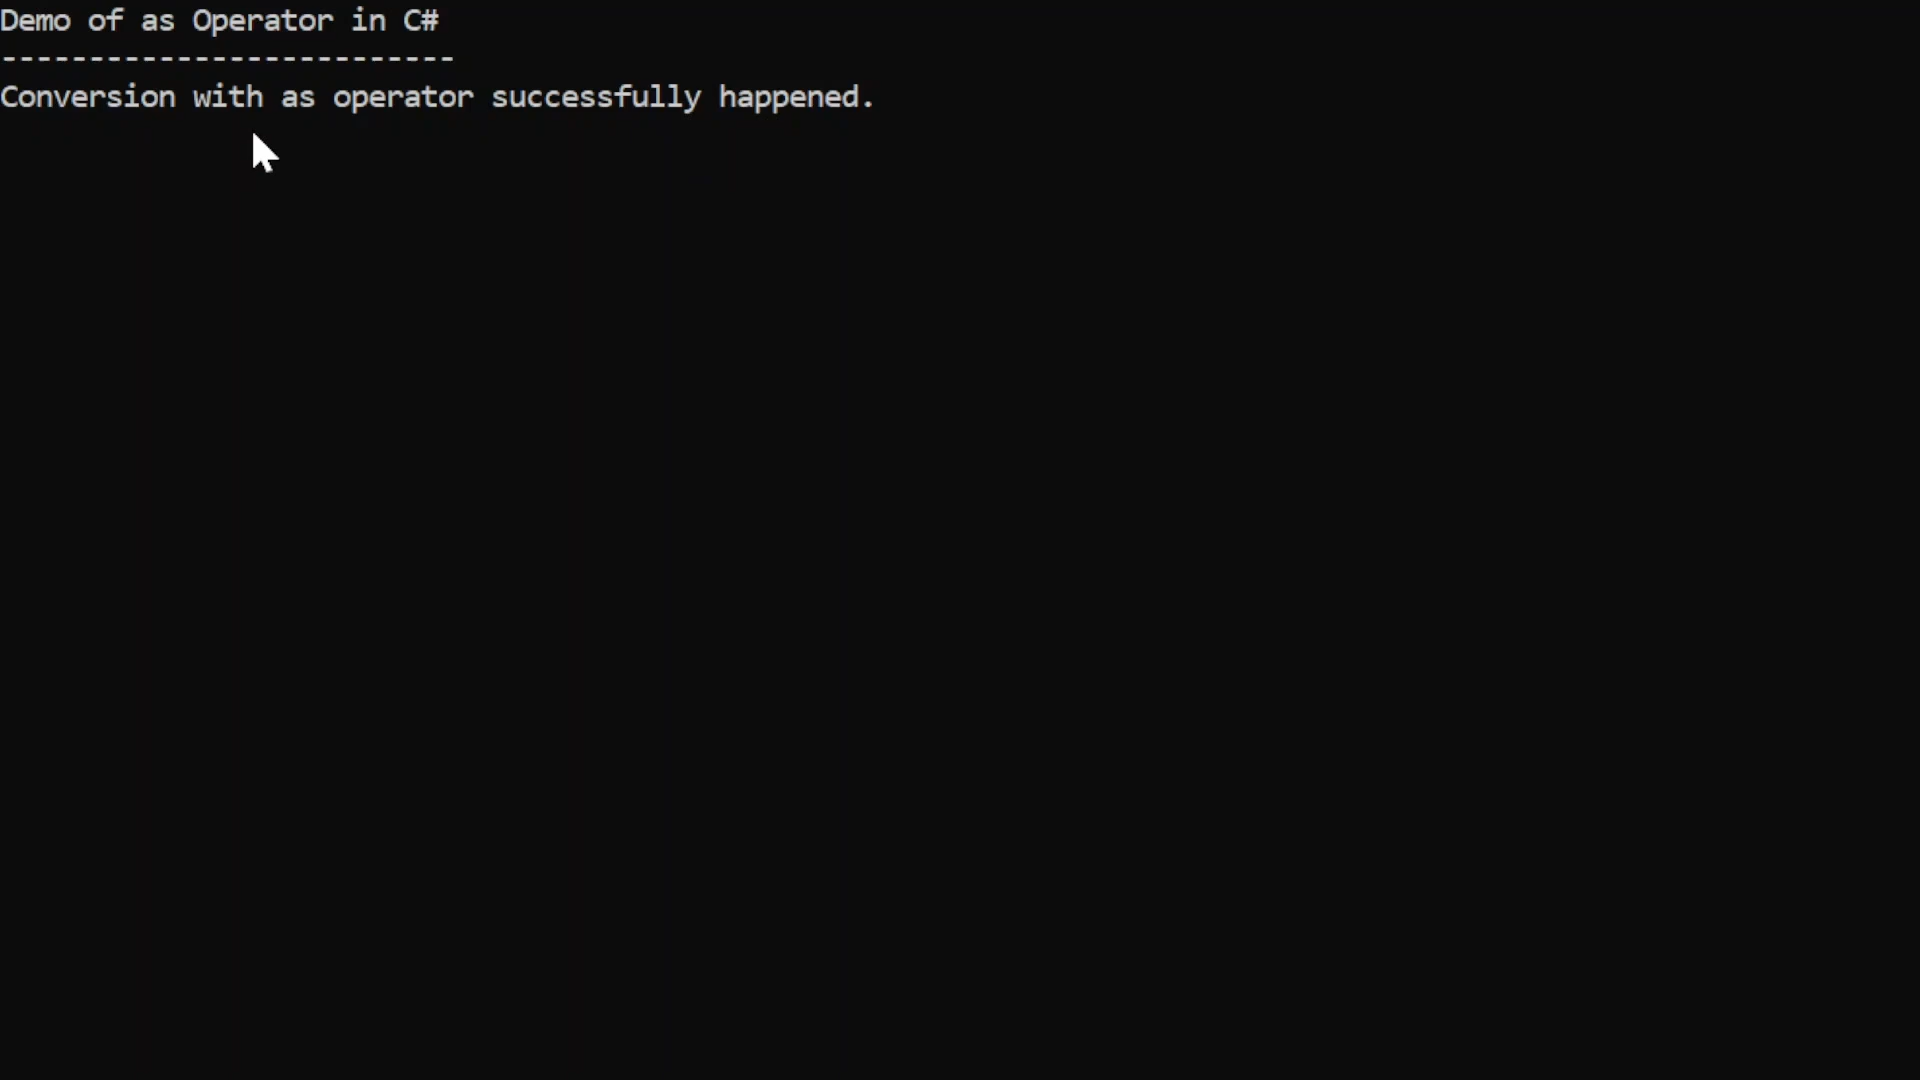 Demo of as Operator in C#
--------------------------
Conversion with as operator successfully happened.